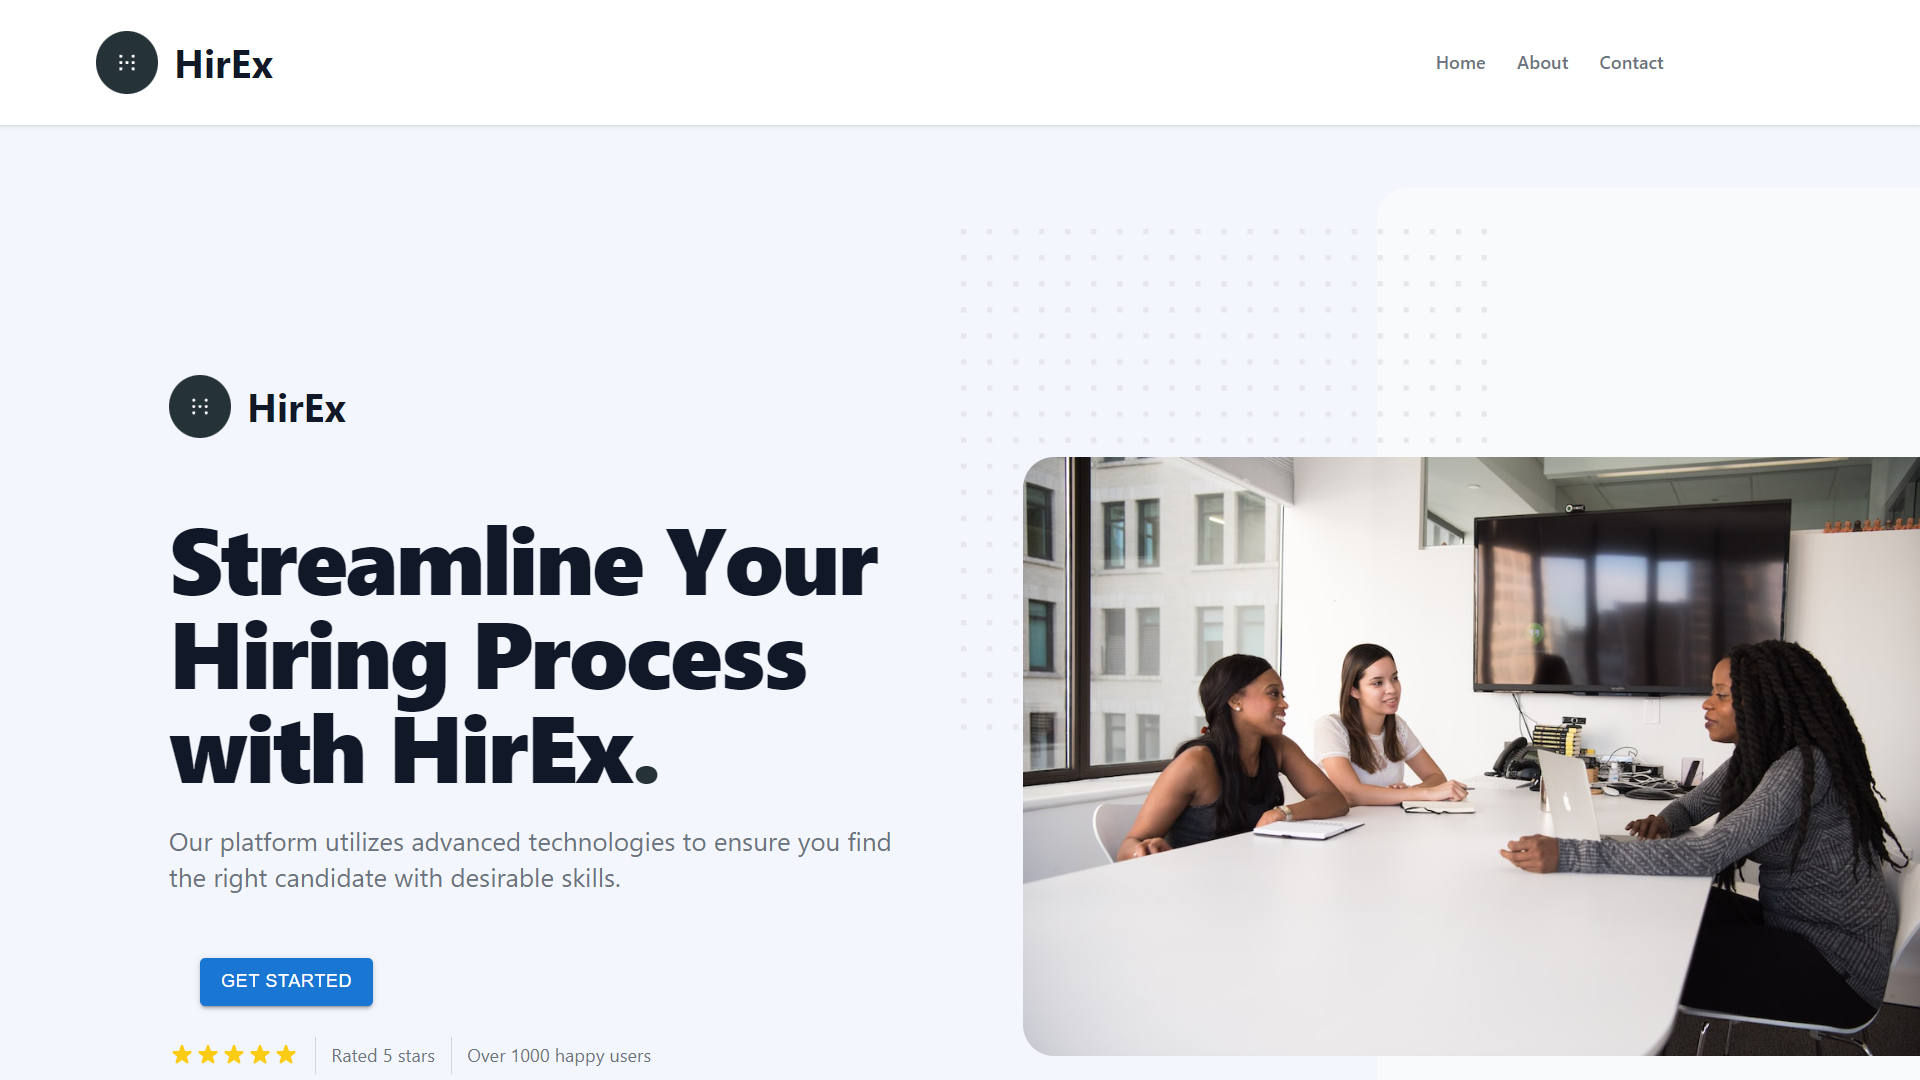 HirEx
Home About Contact
HirEx
Streamline Your
Hiring Process
with HirEx.
Our platform utilizes advanced technologies to ensure you find
the right candidate with desirable skills.
GET STARTED
Rated 5 stars
Over 1000 happy users